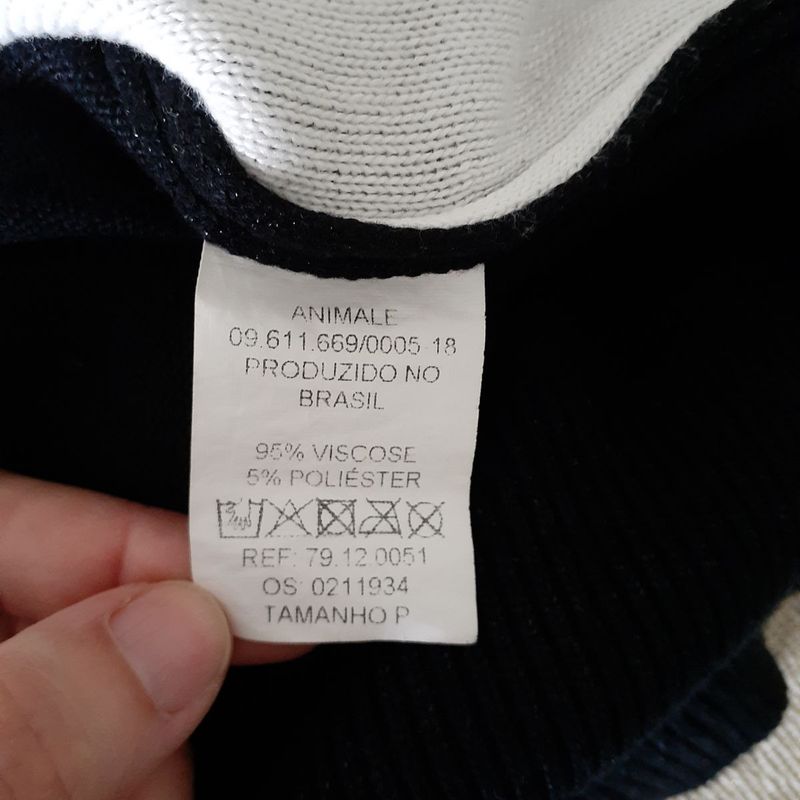 ANIMALE
09.611.669/0005-18
PRODUZIDO NO
BRASIL
95% VISCOSE
5% POLIÉSTER
REF: 79.12.0051
OS: 0211934
TAMANHO P